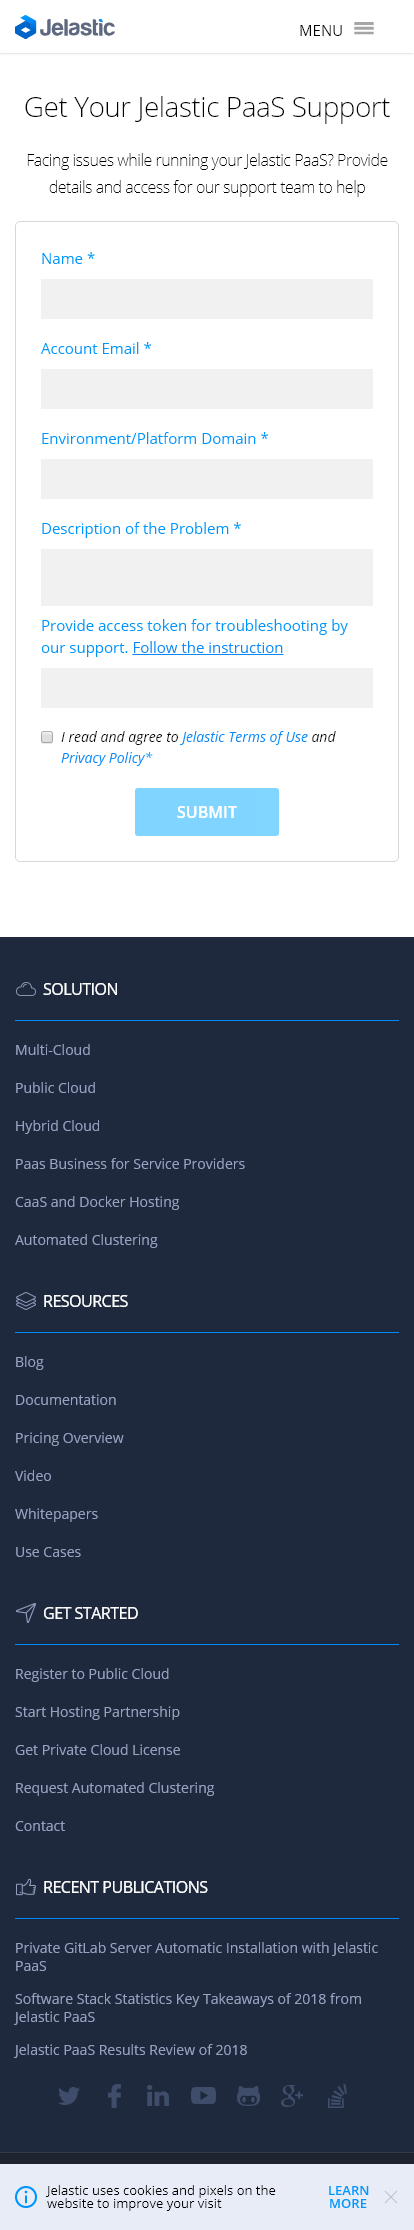 Jelastic
MENU
Get Your Jelastic PaaS Support
Facing issues while running your Jelastic PaaS? Provide
details and access for our support team to help
Name *
Account Email *
Environment/Platform Domain *
Description of the Problem *
Provide access token for troubleshooting by
our support. Follow the instruction
I read and agree to Jelastic Terms of Use and
Privacy Policy*
SUBMIT
SOLUTION
Multi-Cloud
Public Cloud
Hybrid Cloud
Paas Business for Service Providers
CaaS and Docker Hosting
Automated Clustering
RESOURCES
Blog
Documentation
Pricing Overview
Video
Whitepapers
Use Cases
GET STARTED
Register to Public Cloud
Start Hosting Partnership
Get Private Cloud License
Request Automated Clustering
Contact
RECENT PUBLICATIONS
Private GitLab Server Automatic Installation with Jelastic
PaaS
Software Stack Statistics Key Takeaways of 2018 from
Jelastic PaaS
Jelastic PaaS Results Review of 2018
Jelastic uses cookies and pixels on the
website to improve your visit
LEARN
MORE